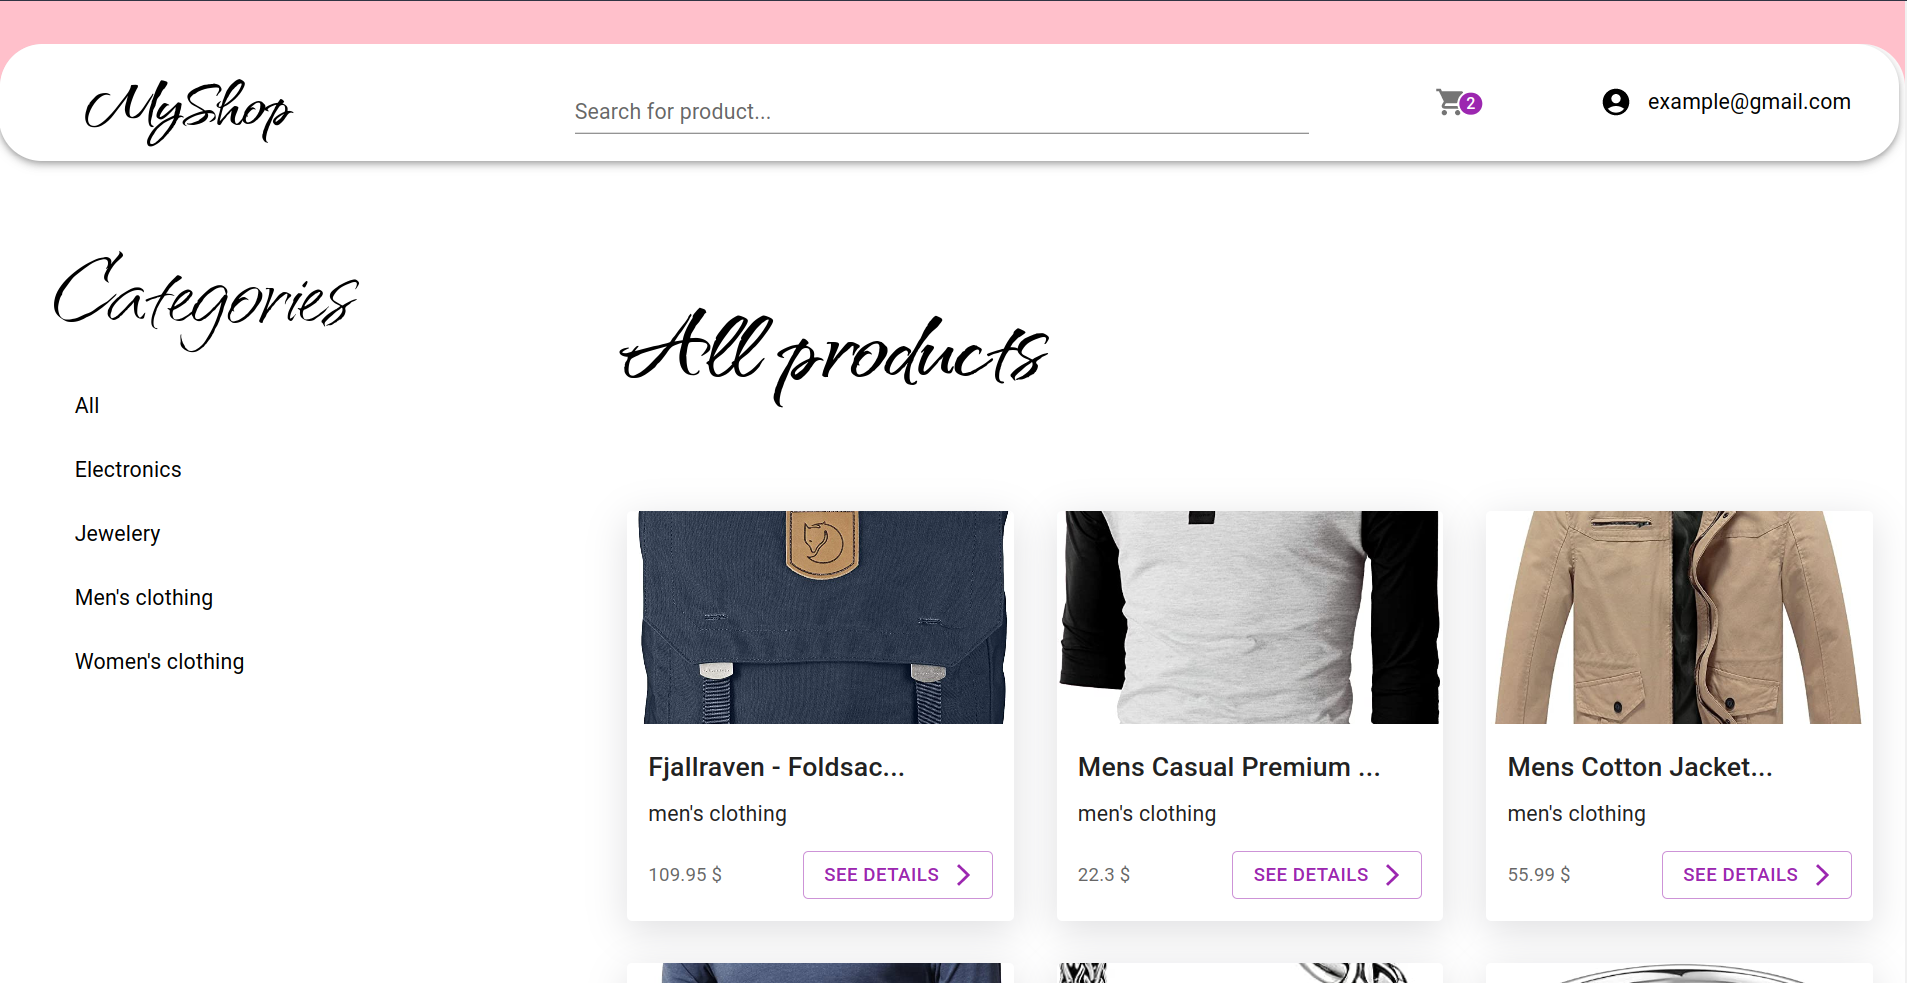 MyShop
Search for product...
2
example@gmail.com
Categories
All
Electronics
Jewelery
Men's clothing
Women's clothing
All products
Fjallraven - Foldsac...
men's clothing
109.95 $
SEE DETAILS
Mens Casual Premium ...
men's clothing
22.3 $
SEE DETAILS
Mens Cotton Jacket...
men's clothing
55.99 $
SEE DETAILS